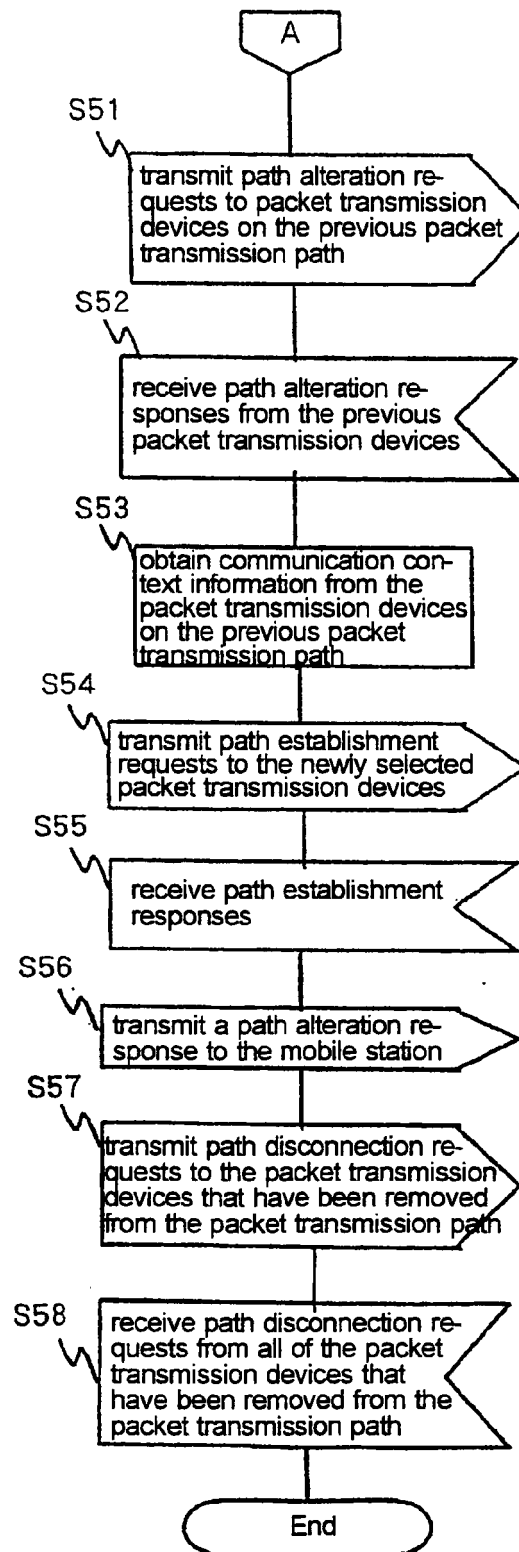 A
S51
transmit path alteration re-
quests to packet transmission
devices on the previous packet
transmission path
S52
receive path alteration re-
sponses from the previous
packet transmission devices
S53
obtain communication con-
text information from the
packet transmission devices
on the previous packet
transmission path
S54
transmit path establishment
requests to the newly selected
packet transmission devices
S55
receive path establishment
responses
S56
transmit a path alteration re-
sponse to the mobile station
S57
transmit path disconnection re-
quests to the packet transmission
devices that have been removed
from the packet transmission path
S58
receive path disconnection re-
quests from all of the packet
transmission devices that
have been removed from the
packet transmission path
End